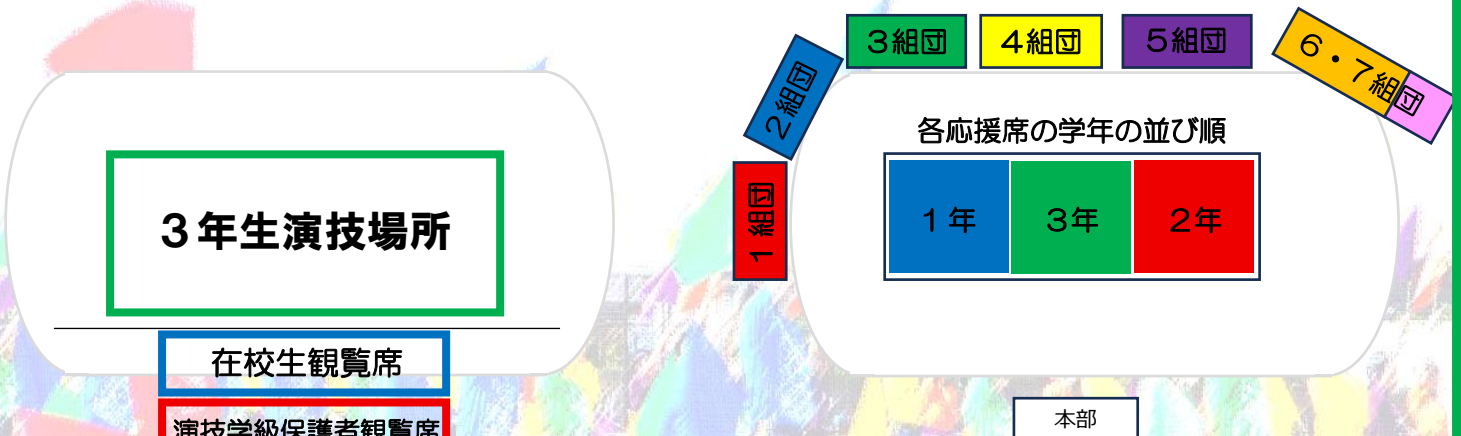 3年生演技場所
在校生観覧席
演技学級保護者観覧席
1組団
2組団
3組団
4組団
5組団
6・7組団
各応援席の学年の並び順
1年
3年
2年
本部